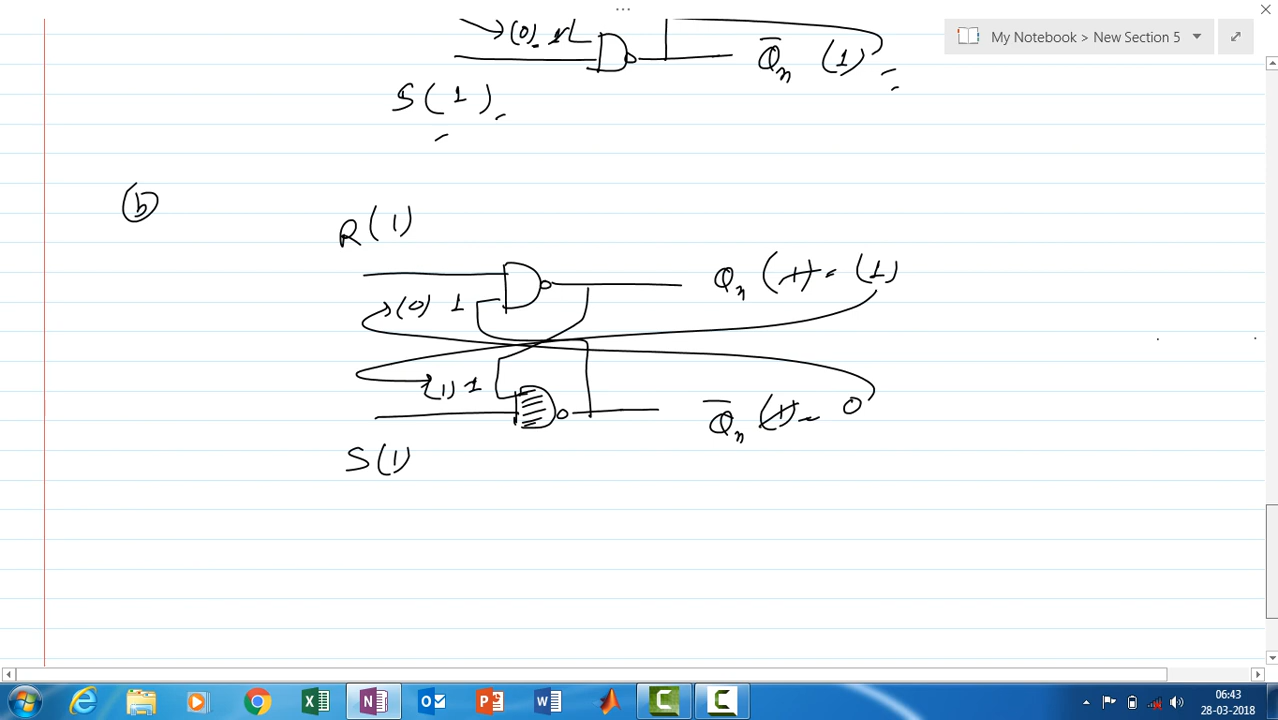 ...
My Notebook > New Section 5
(0) 1
Q̅n (1)
S(1)
(b)
R(1)
Qn (1) = (1)
(0) 1
(1) 1
Q̅n (1) = 0
S(1)
06:43
28-03-2018